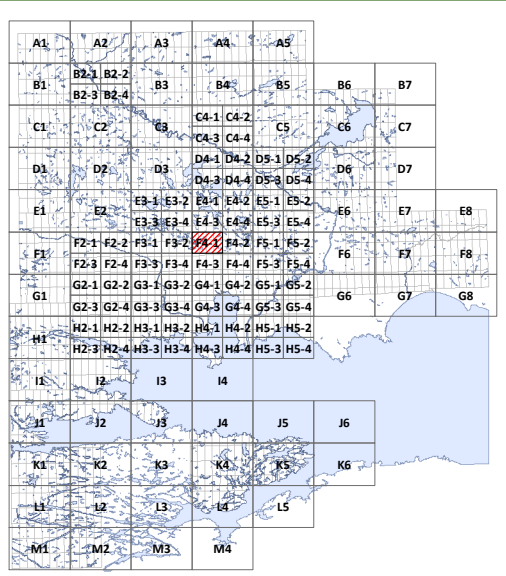 A1 A2 A3 A4 A5
B2-1 B2-2
B1 B3 B4 B5 B6 B7
B2-3 B2-4
C4-1 C4-2
C1 C2 C3 C5 C6 C7
C4-3 C4-4
D4-1 D4-2 D5-1 D5-2
D1 D2 D3 D6 D7
D4-3 D4-4 D5-3 D5-4
E3-1 E3-2 E4-1 E4-2 E5-1 E5-2
E1 E2 E6 E7 E8
E3-3 E3-4 E4-3 E4-4 E5-3 E5-4
F2-1 F2-2 F3-1 F3-2 F4-1 F4-2 F5-1 F5-2
F1 F6 F7 F8
F2-3 F2-4 F3-3 F3-4 F4-3 F4-4 F5-3 F5-4
G2-1 G2-2 G3-1 G3-2 G4-1 G4-2 G5-1 G5-2
G1 G6 G7 G8
G2-3 G2-4 G3-3 G3-4 G4-3 G4-4 G5-3 G5-4
H2-1 H2-2 H3-1 H3-2 H4-1 H4-2 H5-1 H5-2
H1
H2-3 H2-4 H3-3 H3-4 H4-3 H4-4 H5-3 H5-4
I1 I2 I3 I4
J1 J2 J3 J4 J5 J6
K1 K2 K3 K4 K5 K6
L1 L2 L3 L4 L5
M1 M2 M3 M4